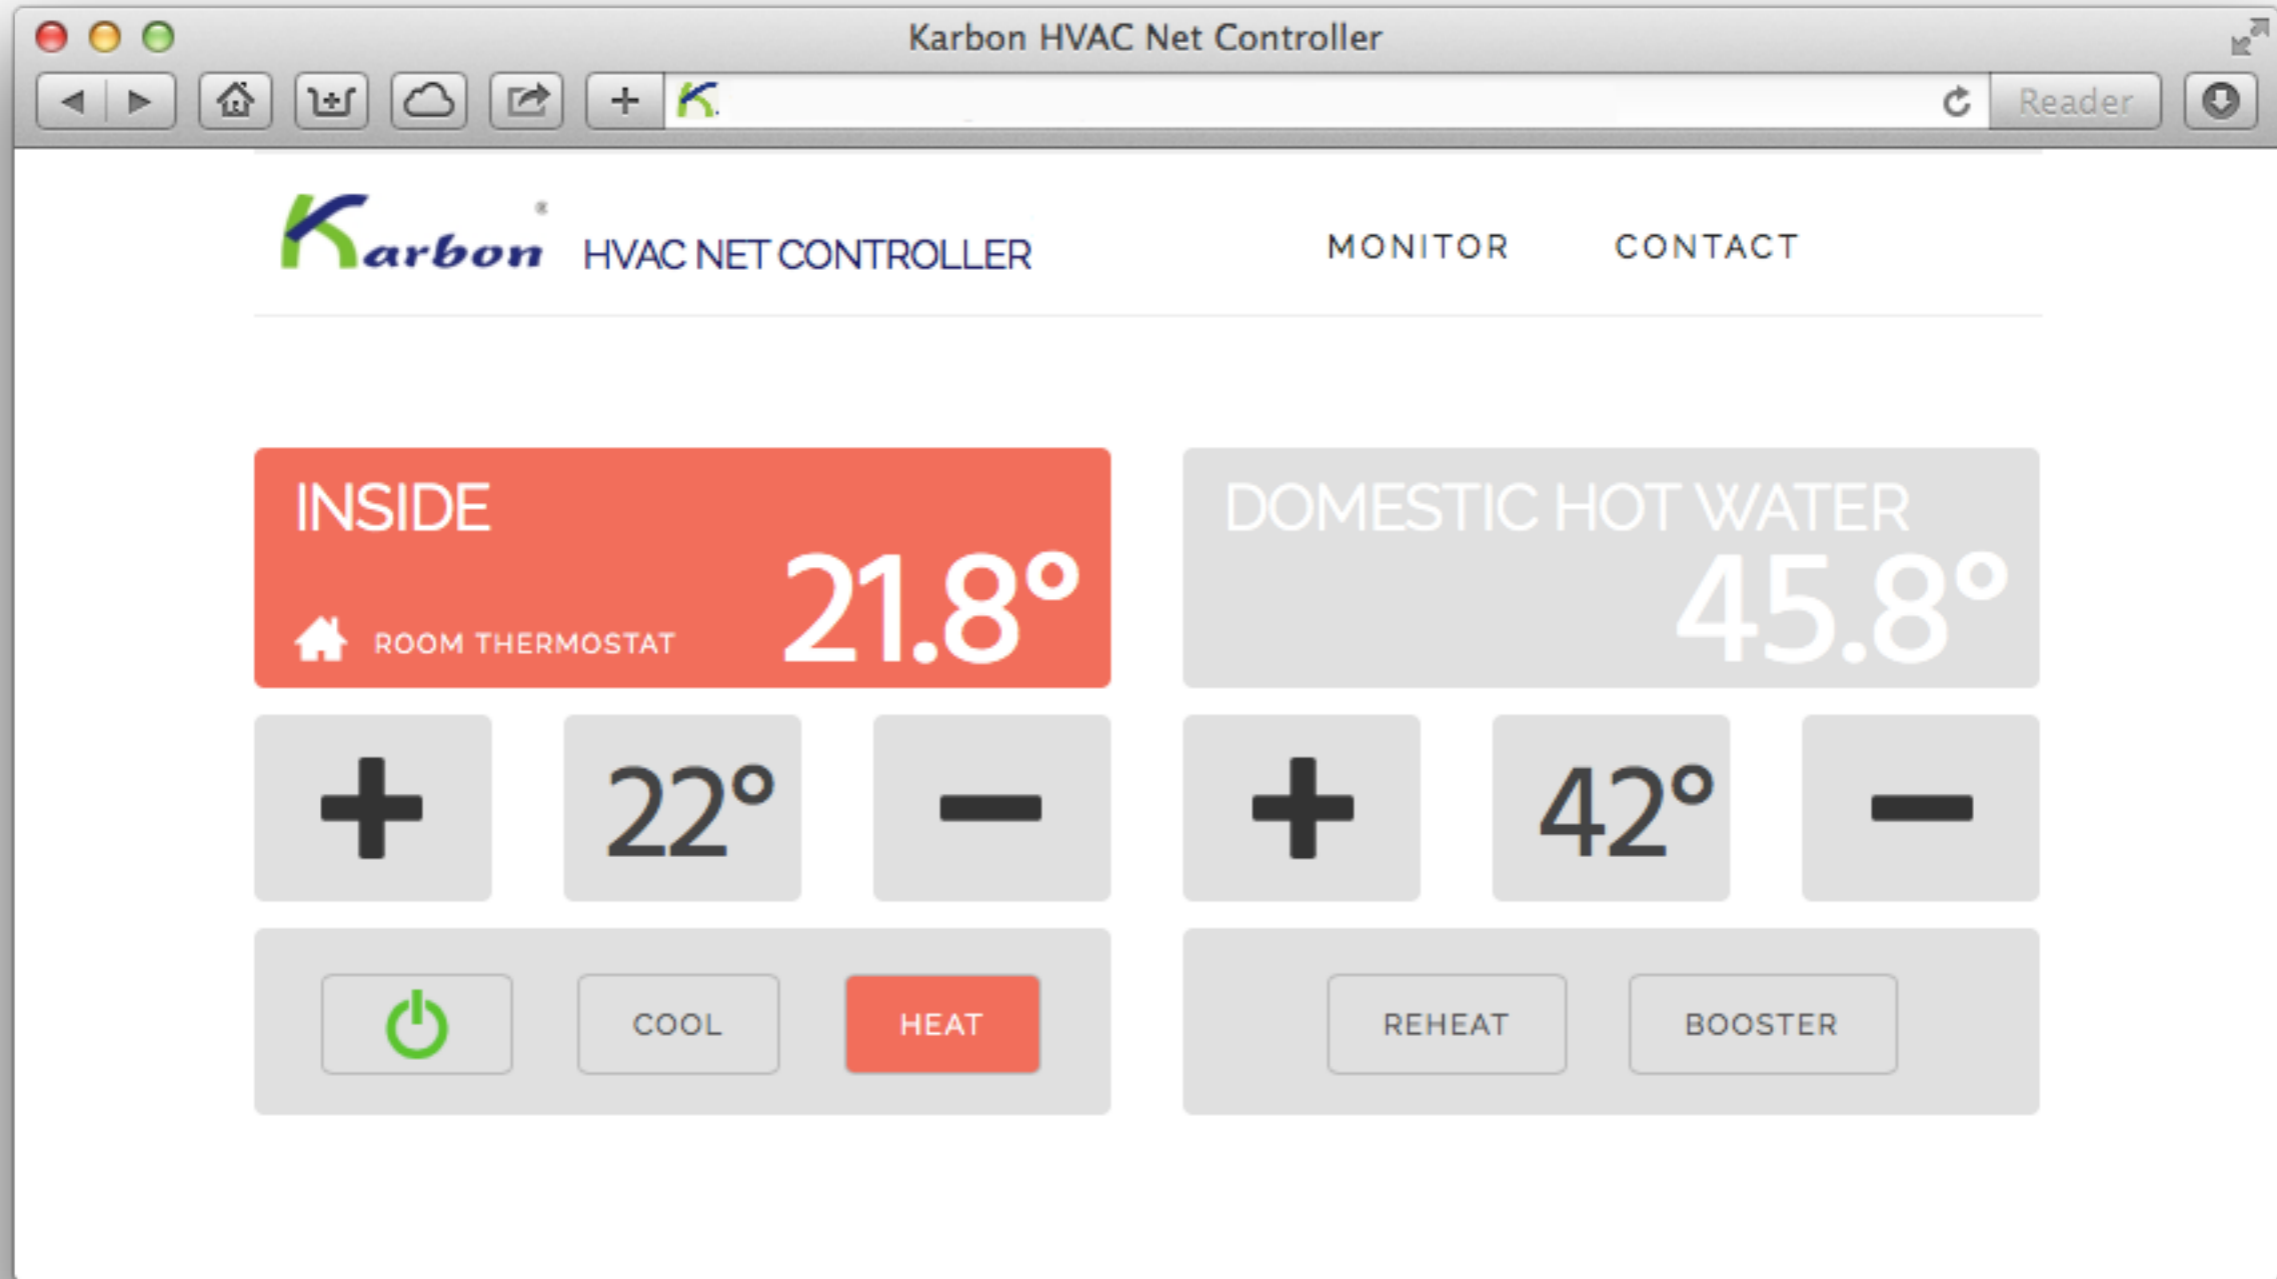 Karbon HVAC Net Controller
Reader
Karbon® HVAC NET CONTROLLER
MONITOR CONTACT
INSIDE
21.8°
ROOM THERMOSTAT
DOMESTIC HOT WATER
45.8°
22°
42°
COOL HEAT
REHEAT BOOSTER